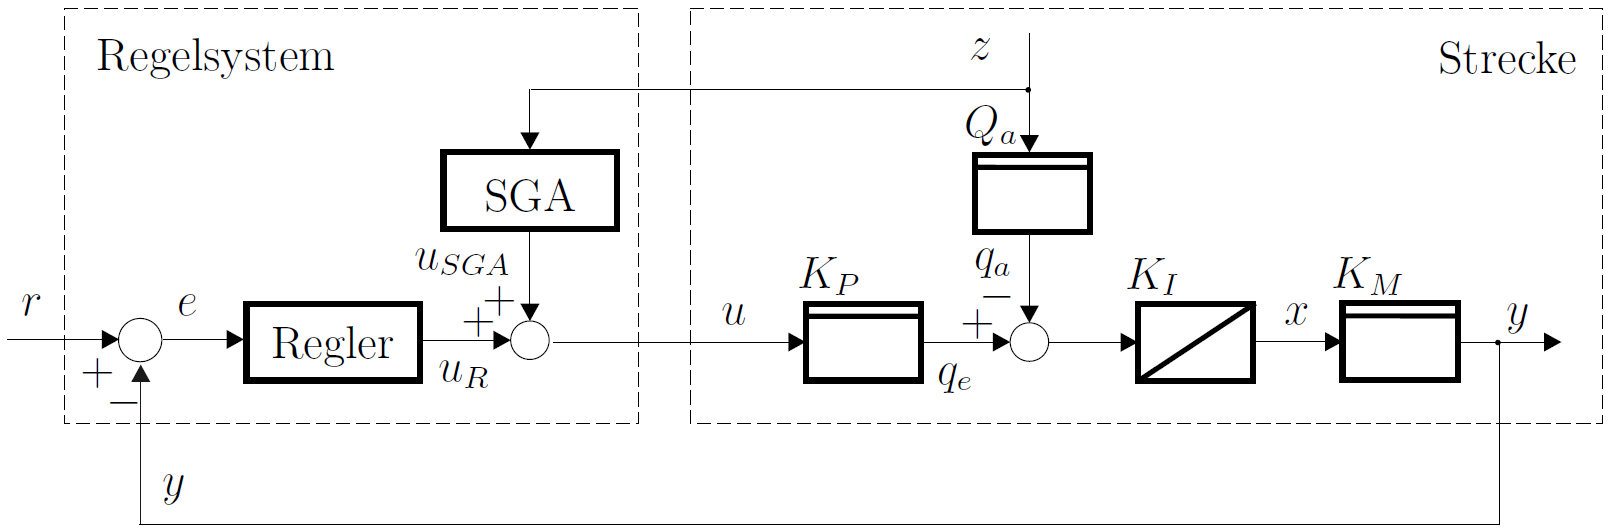 Regelsystem
z
Strecke
Q_a
SGA
u_{SGA}
q_a
K_P
K_I
K_M
r
e
+
+
−
u
+
x
y
Regler
+
−
u_R
q_e
y